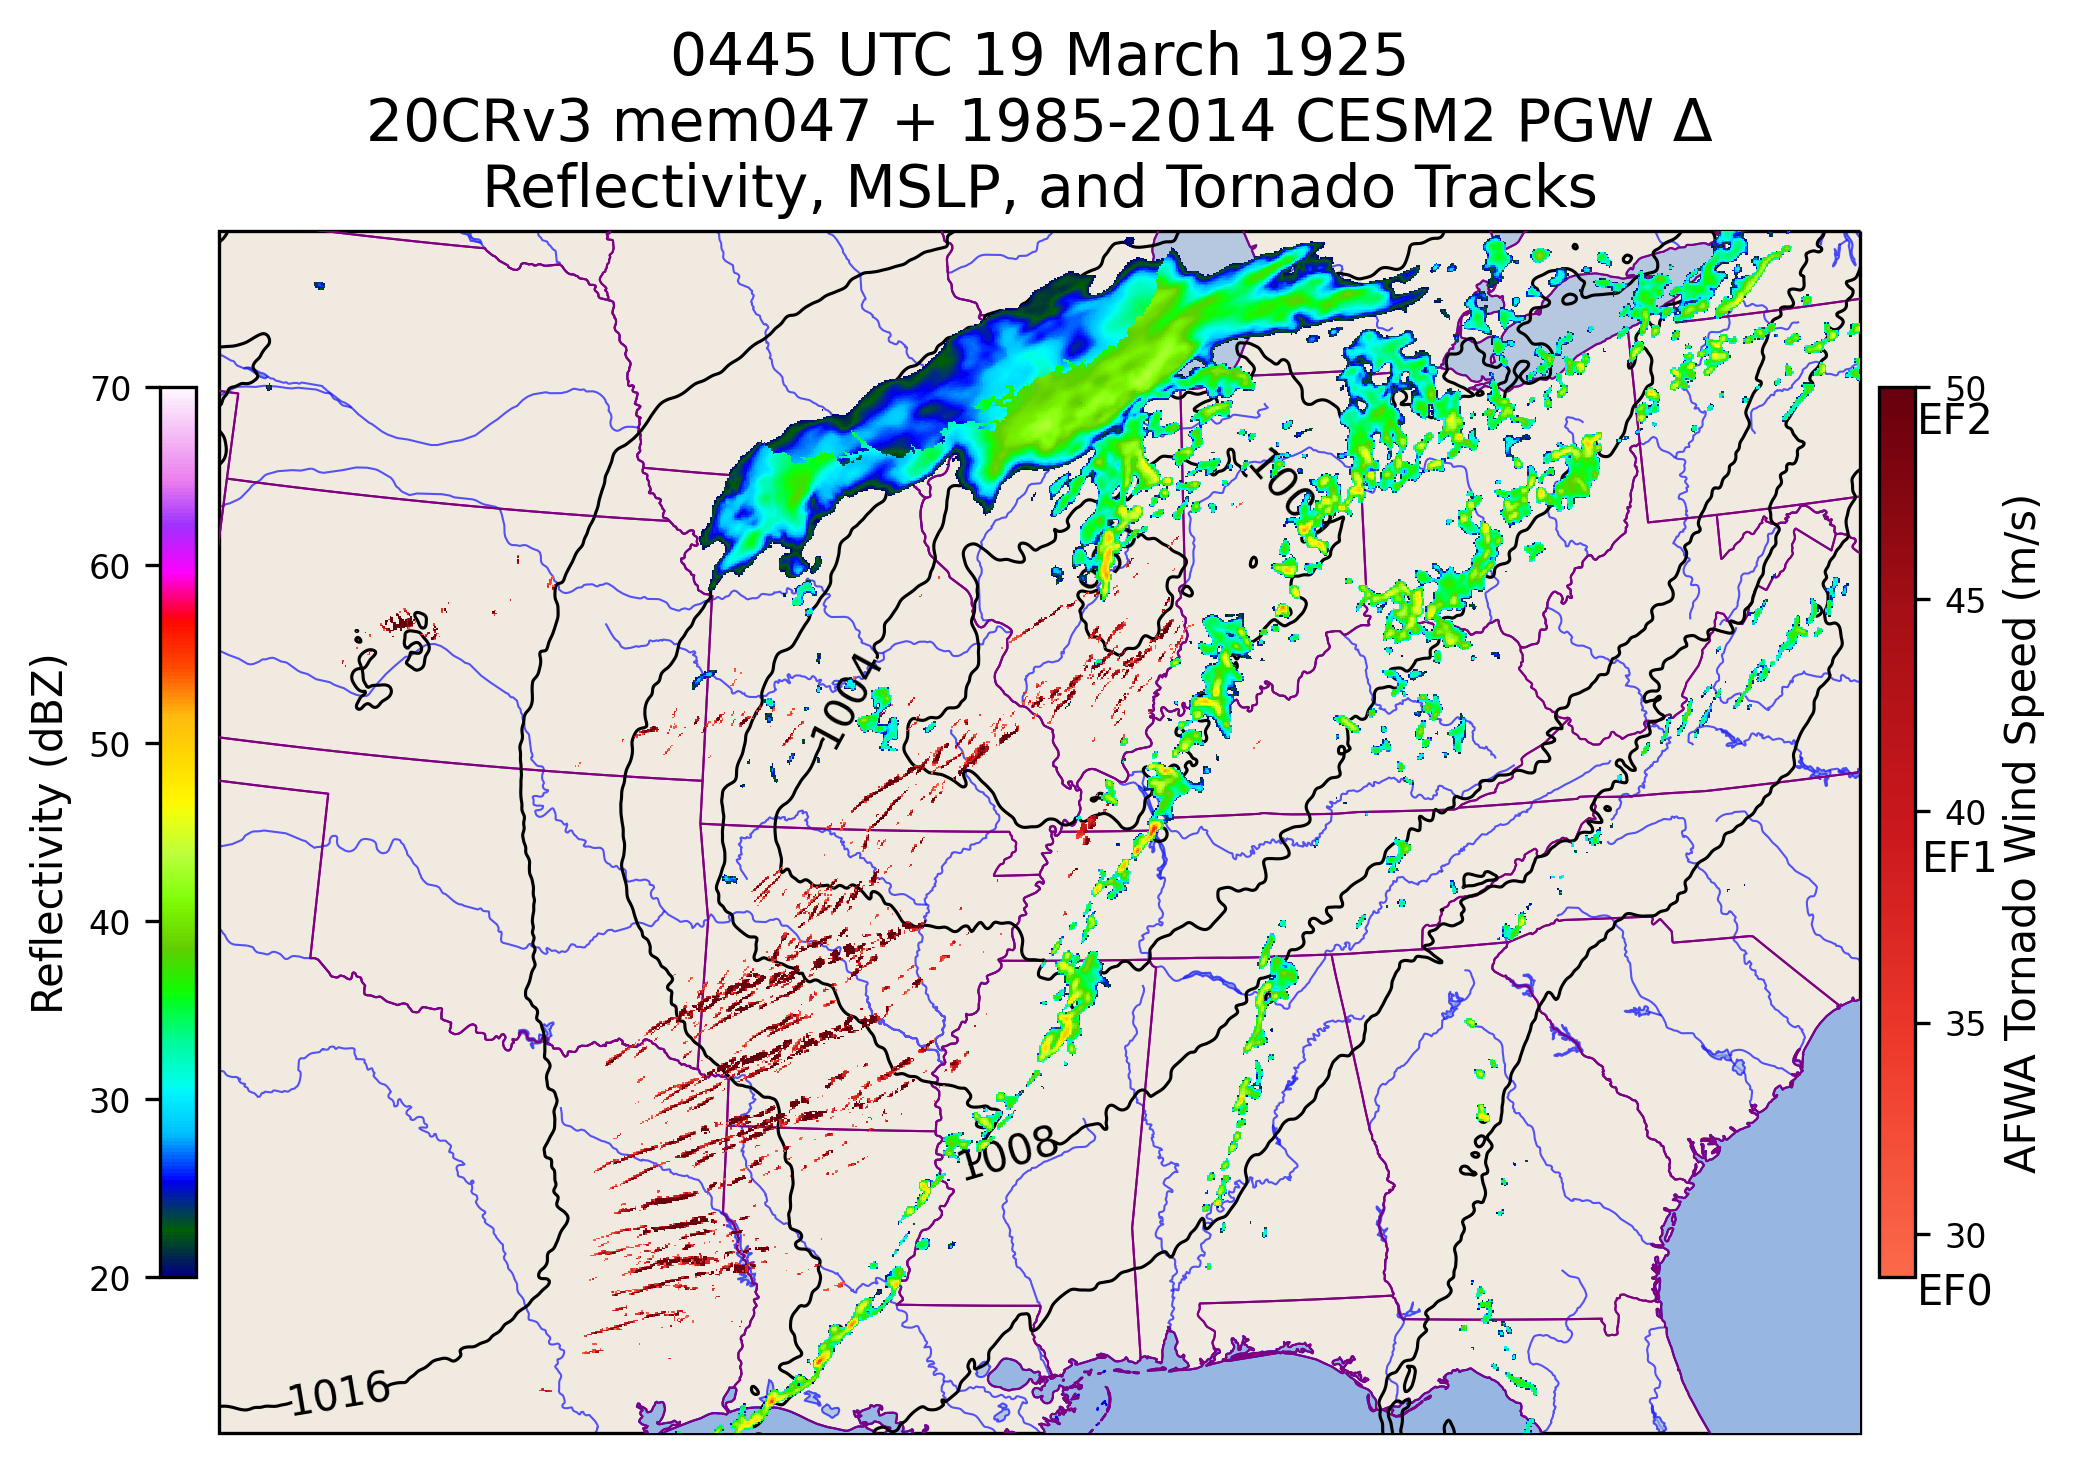 0445 UTC 19 March 1925
20CRv3 mem047 + 1985-2014 CESM2 PGW Δ
Reflectivity, MSLP, and Tornado Tracks
70
60
50
40
30
20
Reflectivity (dBZ)
1004
1008
1016
50
EF2
45
40
EF1
35
30
EF0
AFWA Tornado Wind Speed (m/s)